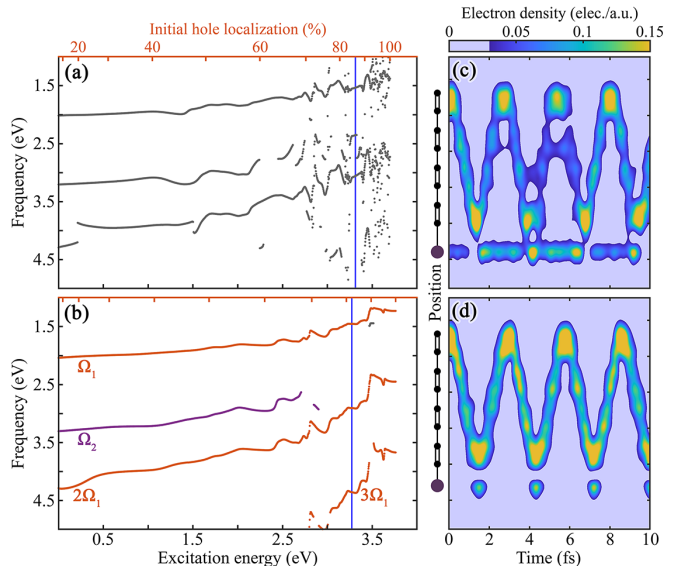 Initial hole localization (%)
20 40 60 80 100
(a)
1.5
2.5
3.5
4.5
Frequency (eV)
(b)
1.5
2.5
3.5
4.5
Frequency (eV)
Ω1
Ω2
2Ω1
3Ω1
0.5 1.5 2.5 3.5
Excitation energy (eV)
Electron density (elec./a.u.)
0 0.05 0.1 0.15
(c)
Position
(d)
0 2 4 6 8 10
Time (fs)